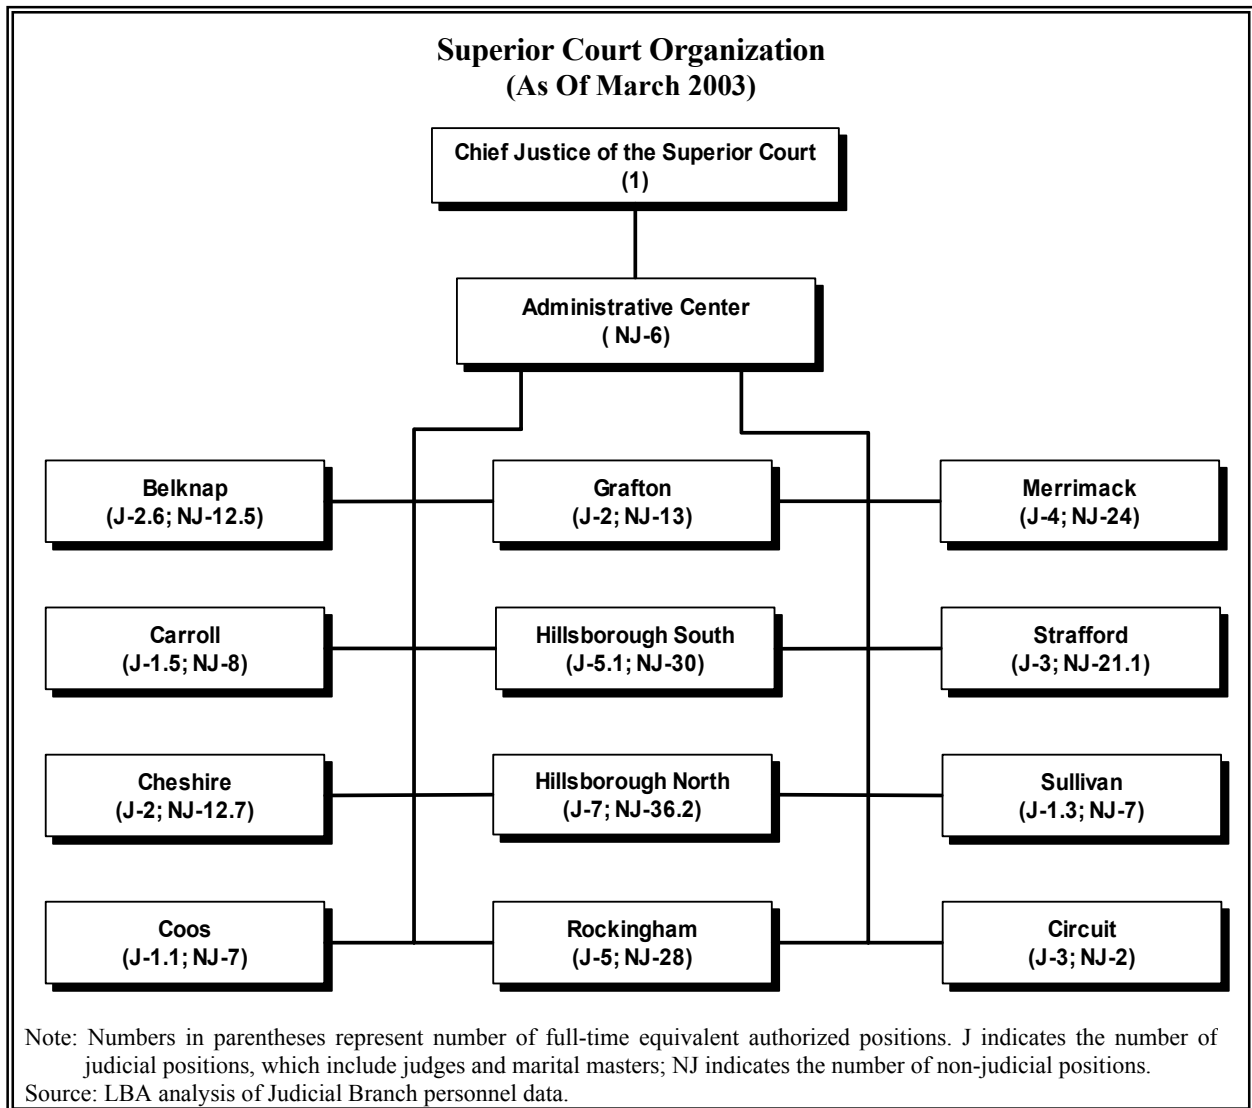 Superior Court Organization
(As Of March 2003)
Chief Justice of the Superior Court
(1)
Administrative Center
( NJ-6)
Belknap
(J-2.6; NJ-12.5)
Grafton
(J-2; NJ-13)
Merrimack
(J-4; NJ-24)
Carroll
(J-1.5; NJ-8)
Hillsborough South
(J-5.1; NJ-30)
Strafford
(J-3; NJ-21.1)
Cheshire
(J-2; NJ-12.7)
Hillsborough North
(J-7; NJ-36.2)
Sullivan
(J-1.3; NJ-7)
Coos
(J-1.1; NJ-7)
Rockingham
(J-5; NJ-28)
Circuit
(J-3; NJ-2)
Note: Numbers in parentheses represent number of full-time equivalent authorized positions. J indicates the number of
judicial positions, which include judges and marital masters; NJ indicates the number of non-judicial positions.
Source: LBA analysis of Judicial Branch personnel data.